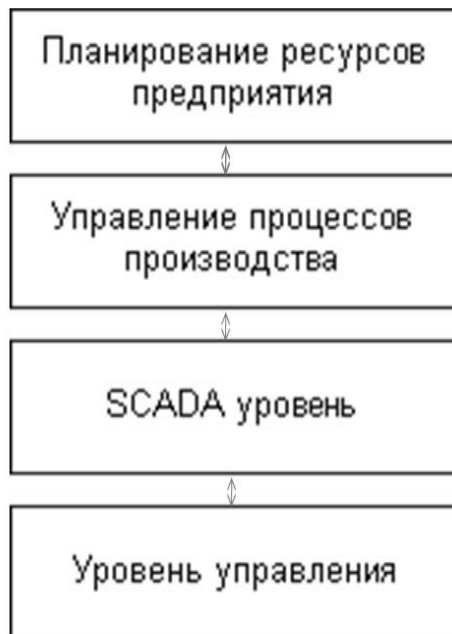 Планирование ресурсов
предприятия
Управление процессов
производства
SCADA уровень
Уровень управления